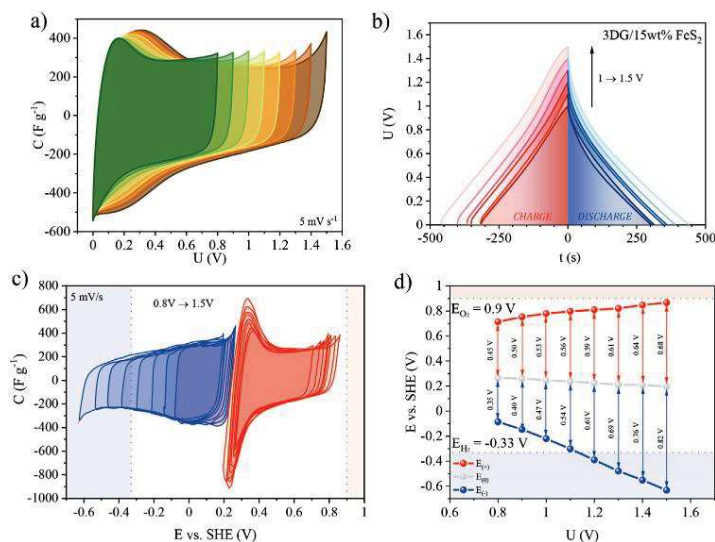 a)
C (F g⁻¹)
400
200
0
-200
-400
-600
0 0.2 0.4 0.6 0.8 1.0 1.2 1.4 1.6
U (V)
5 mV s⁻¹
b)
3DG/15wt% FeS₂
1 → 1.5 V
U (V)
1.8
1.6
1.4
1.2
1
0.8
0.6
0.4
0.2
0
CHARGE
DISCHARGE
-500 -250 0 250 500
t (s)
c)
5 mV/s
0.8V → 1.5V
C (F g⁻¹)
800
600
400
200
0
-200
-400
-600
-800
-1000
-0.6 -0.4 -0.2 0 0.2 0.4 0.6 0.8 1
E vs. SHE (V)
d)
E vs. SHE (V)
1.0
0.8
0.6
0.4
0.2
0
-0.2
-0.4
-0.6
E_O₂ = 0.9 V
0.45 V 0.50 V 0.53 V 0.56 V 0.59 V 0.61 V 0.64 V 0.68 V
0.35 V 0.40 V 0.47 V 0.54 V 0.61 V 0.69 V 0.76 V 0.82 V
E_H₂ = -0.33 V
E(+)
E(0)
E(-)
0.8 1 1.2 1.4 1.6
U (V)